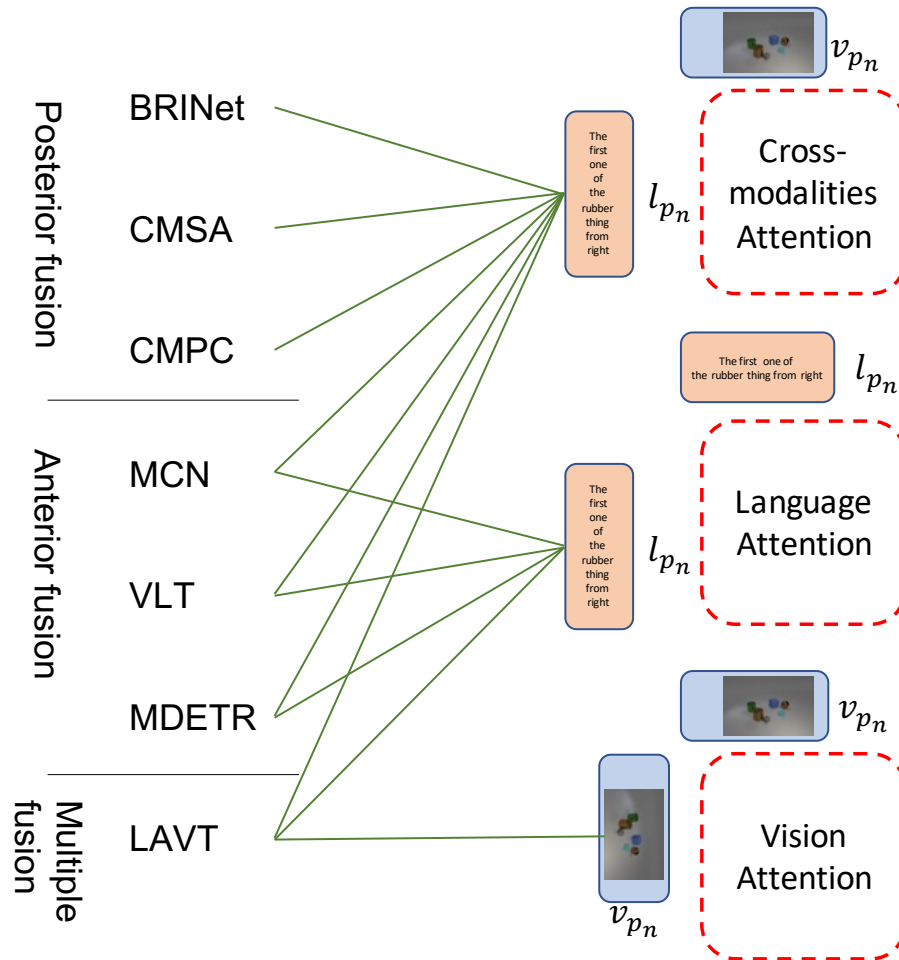 Posterior fusion
BRINet
CMSA
CMPC
Anterior fusion
MCN
VLT
MDETR
Multiple
fusion
LAVT
The
first
one
of
the
rubber
thing
from
right
l_{p_n}
v_{p_n}
Cross-
modalities
Attention
The first one of
the rubber thing from right
l_{p_n}
The
first
one
of
the
rubber
thing
from
right
l_{p_n}
Language
Attention
v_{p_n}
v_{p_n}
Vision
Attention